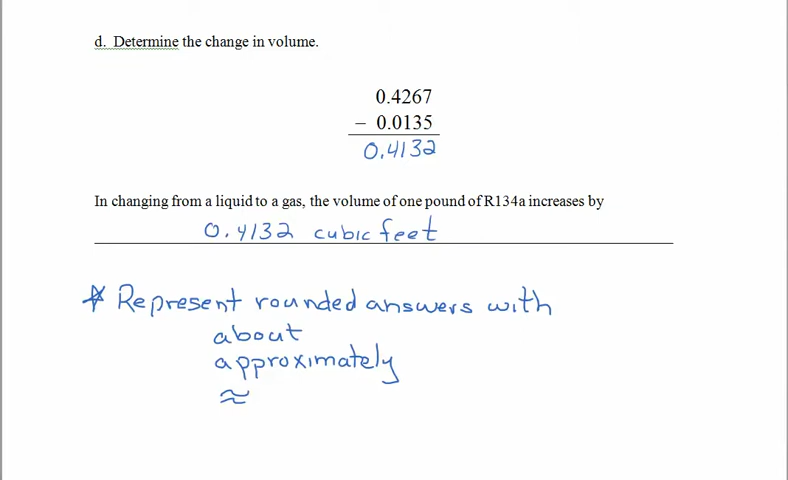 d. Determine the change in volume.
0.4267
− 0.0135
0.4132
In changing from a liquid to a gas, the volume of one pound of R134a increases by
0.4132 cubic feet
* Represent rounded answers with
about
approximately
≈